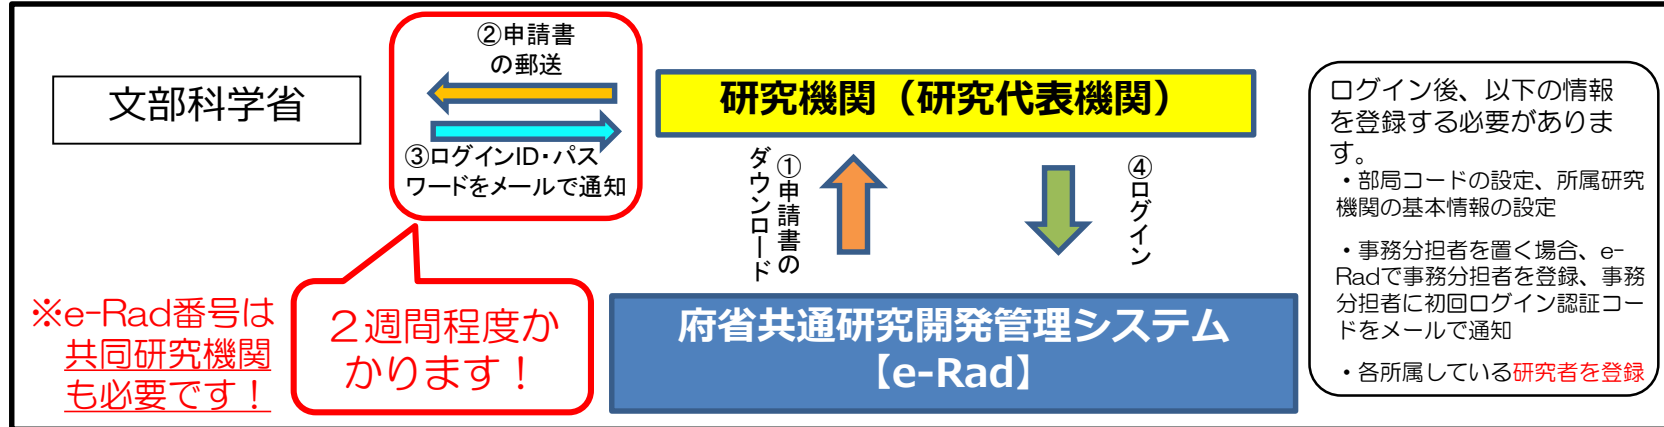 文部科学省
②申請書
の郵送
③ログインID・パス
ワードをメールで通知
研究機関（研究代表機関）
①申請書の
ダウンロード
④ログイン
府省共通研究開発管理システム
【e-Rad】
※e-Rad番号は
共同研究機関
も必要です！
２週間程度か
かります！
ログイン後、以下の情報
を登録する必要がありま
す。
・部局コードの設定、所属研究
機関の基本情報の設定
・事務分担者を置く場合、e-
Radで事務分担者を登録、事務
分担者に初回ログイン認証コー
ドをメールで通知
・各所属している研究者を登録